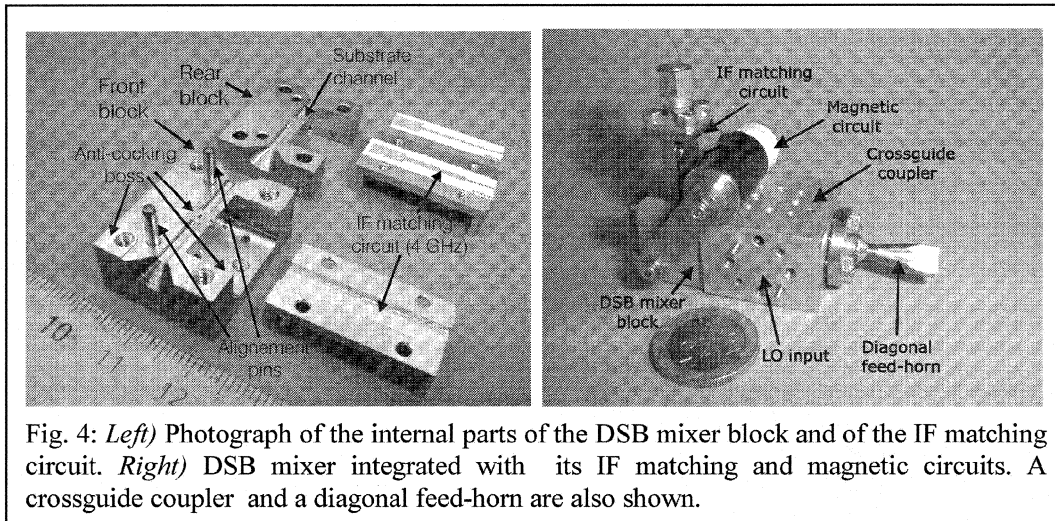 Substrate
channel
Rear
block
Front
block
Anti-cocking
boss
IF matching
circuit (4 GHz)
Alignement
pins
10
11
12
IF matching
circuit
Magnetic
circuit
Crossguide
coupler
DSB mixer
block
LO input
Diagonal
feed-horn
Fig. 4: Left) Photograph of the internal parts of the DSB mixer block and of the IF matching
circuit. Right) DSB mixer integrated with its IF matching and magnetic circuits. A
crossguide coupler and a diagonal feed-horn are also shown.